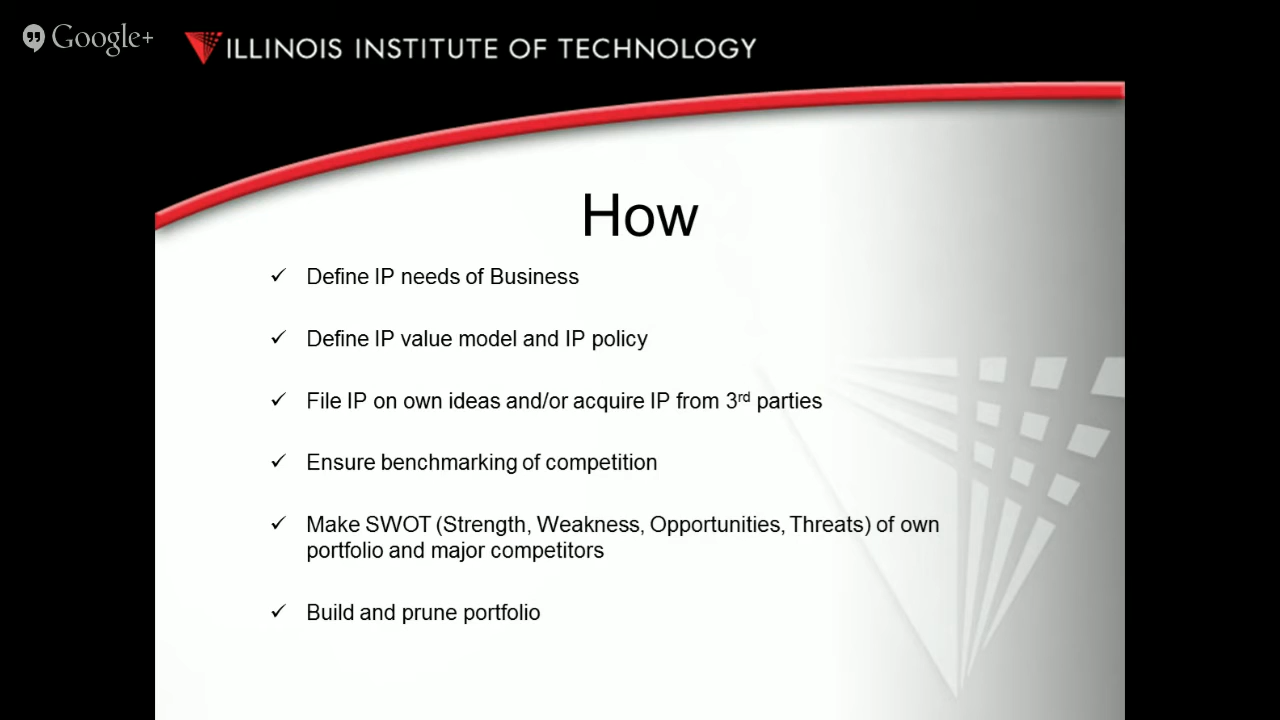 Google+
ILLINOIS INSTITUTE OF TECHNOLOGY
How
✓ Define IP needs of Business
✓ Define IP value model and IP policy
✓ File IP on own ideas and/or acquire IP from 3rd parties
✓ Ensure benchmarking of competition
✓ Make SWOT (Strength, Weakness, Opportunities, Threats) of own
portfolio and major competitors
✓ Build and prune portfolio